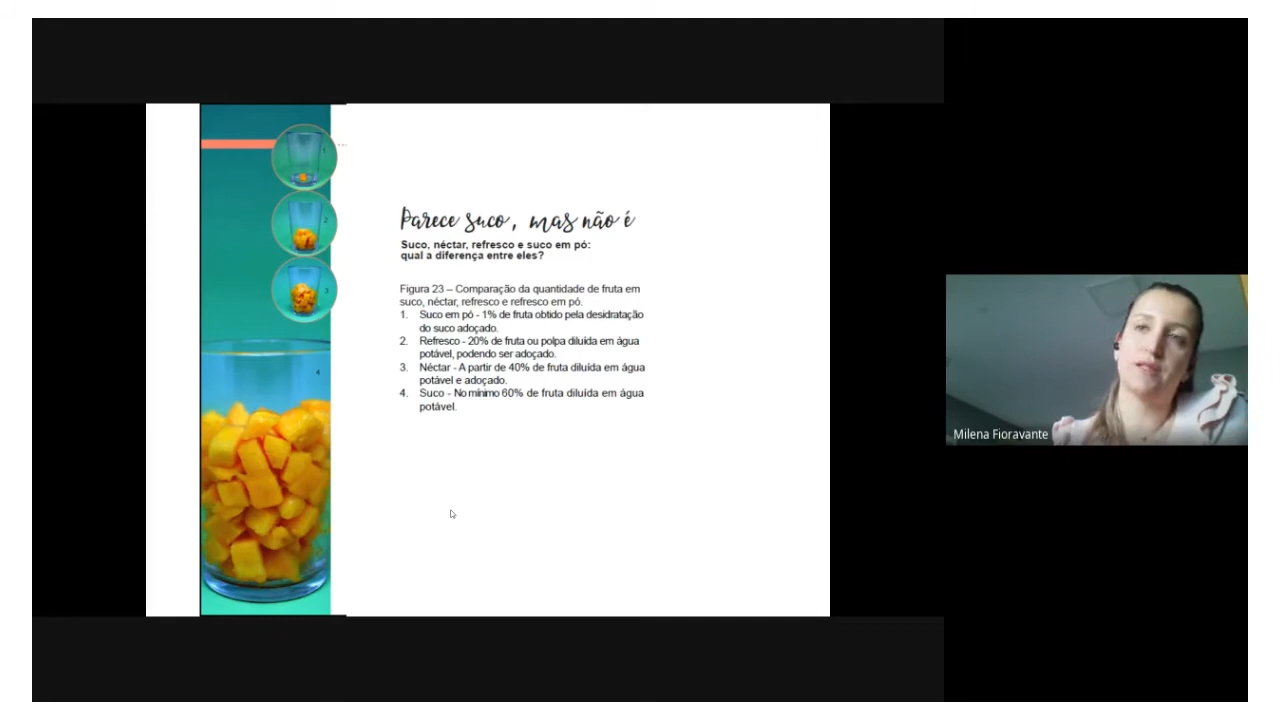 1
2
3
4
Parece suco, mas não é
Suco, néctar, refresco e suco em pó:
qual a diferença entre eles?
Figura 23 – Comparação da quantidade de fruta em
suco, néctar, refresco e refresco em pó.
1. Suco em pó - 1% de fruta obtido pela desidratação
do suco adoçado.
2. Refresco - 20% de fruta ou polpa diluída em água
potável, podendo ser adoçado.
3. Néctar - A partir de 40% de fruta diluída em água
potável e adoçado.
4. Suco - No mínimo 60% de fruta diluída em água
potável.
Milena Fioravante